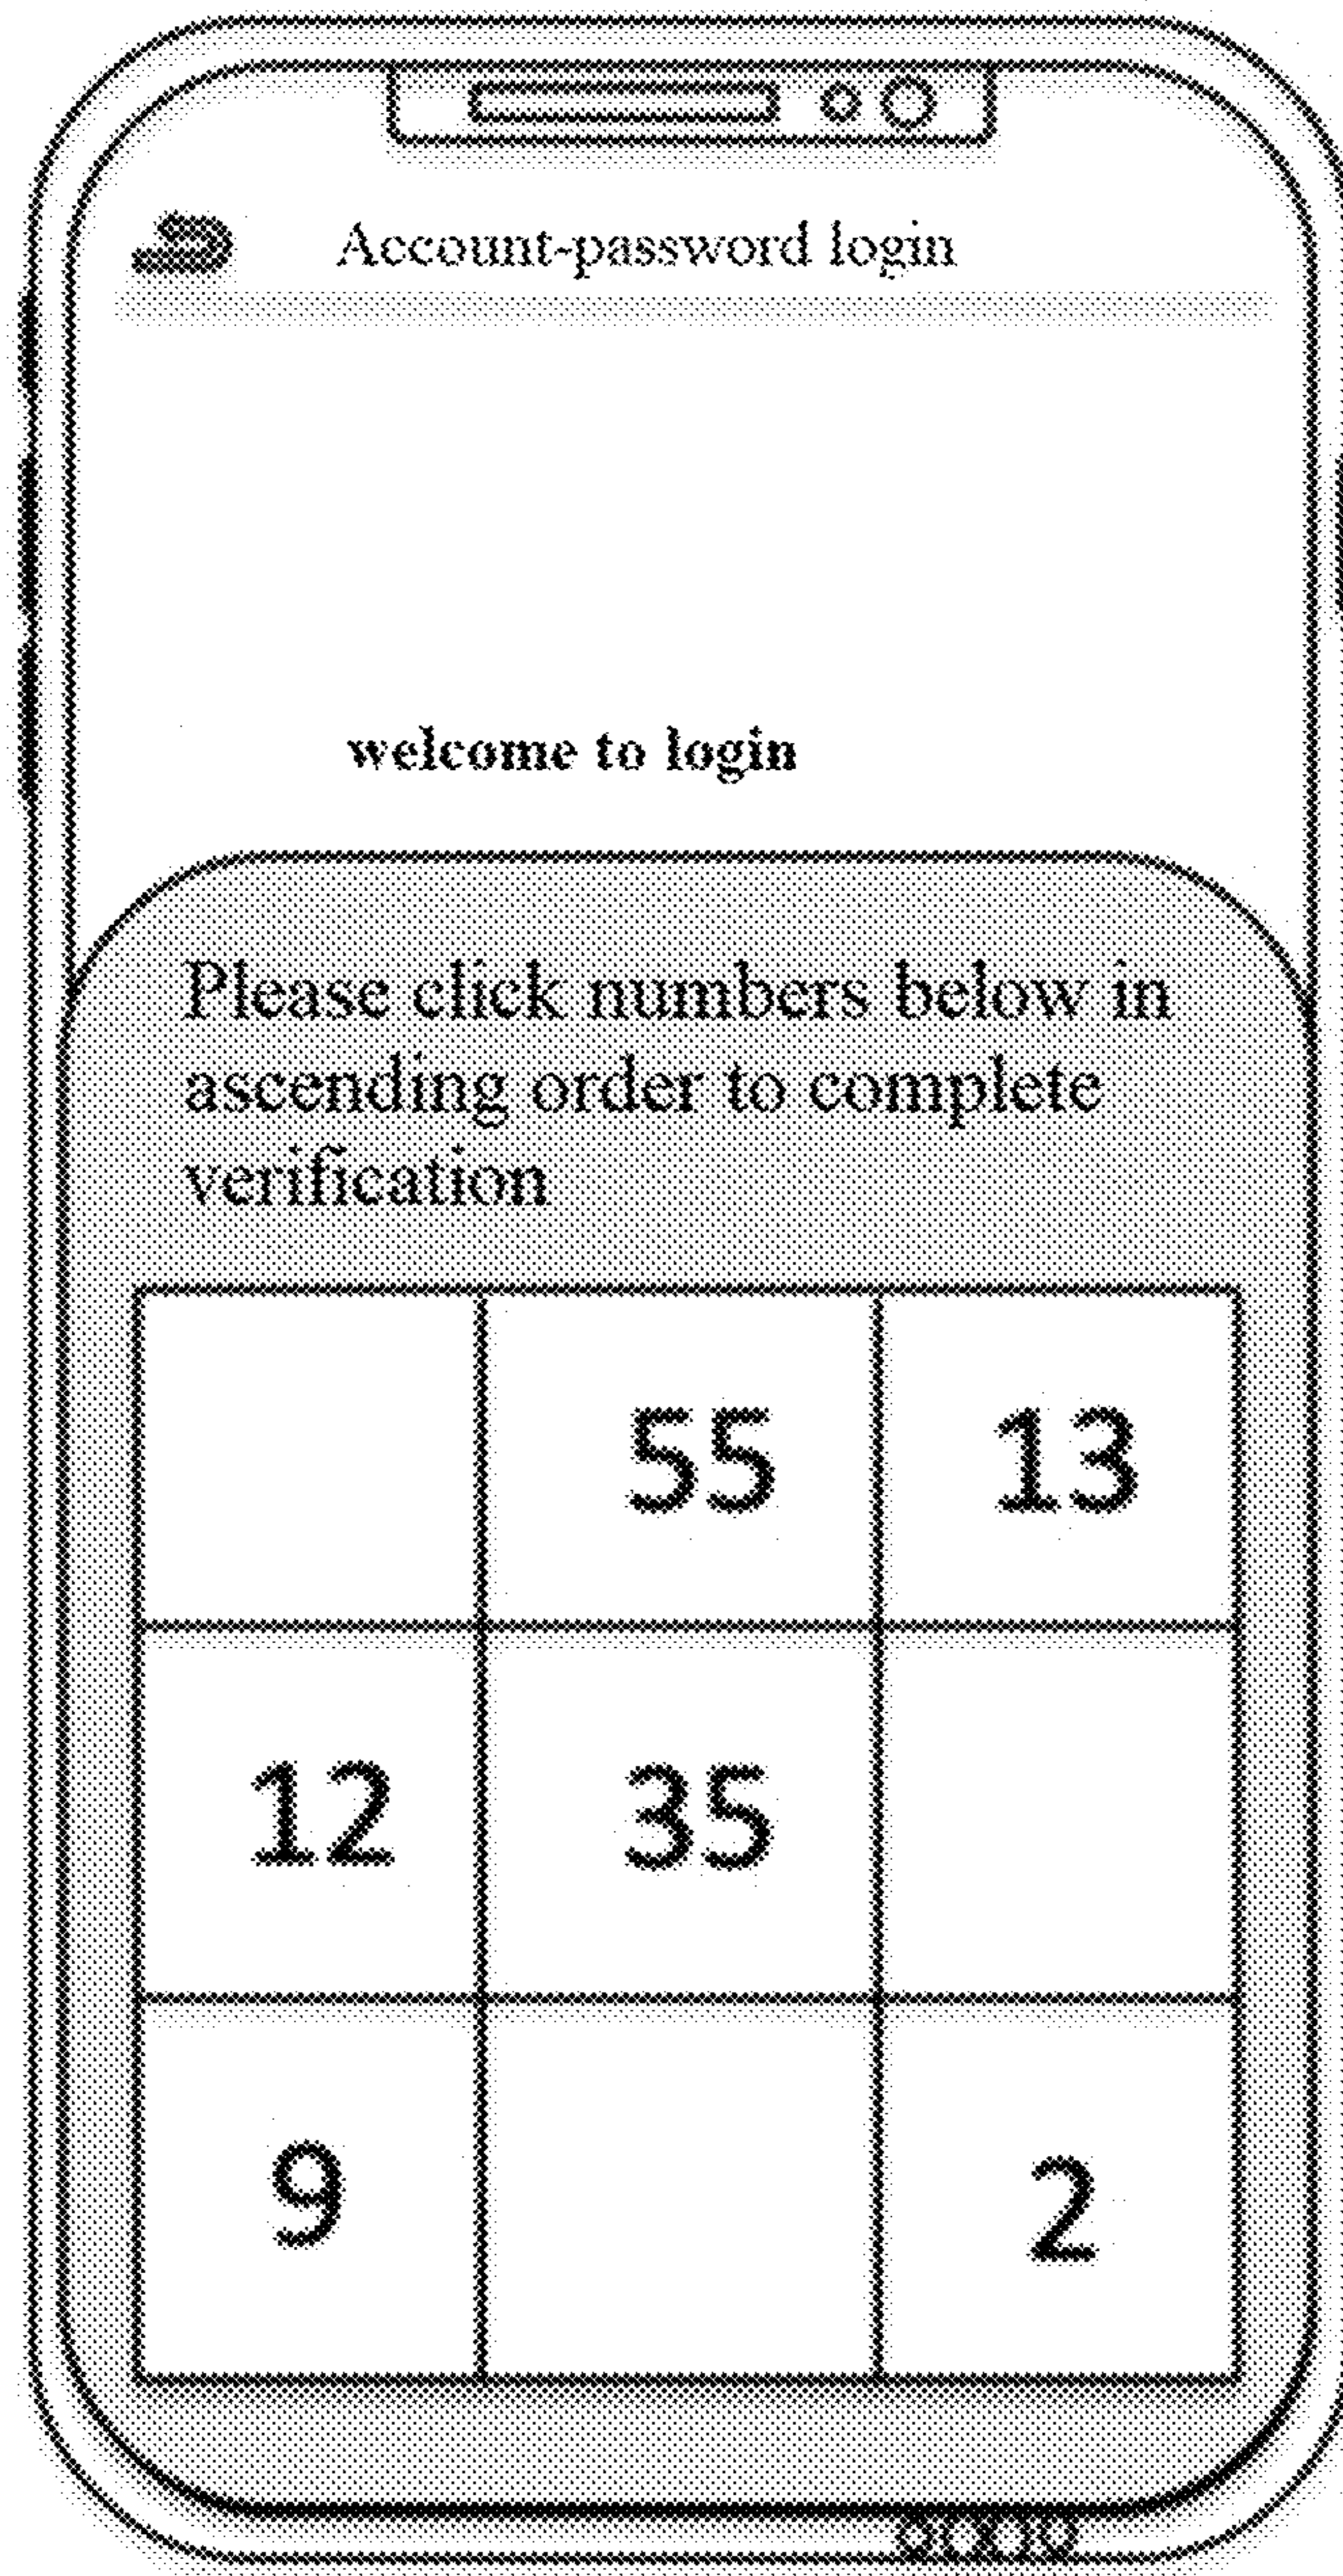 Account-password login
welcome to login
Please click numbers below in
ascending order to complete
verification
55 13
12 35
9 2